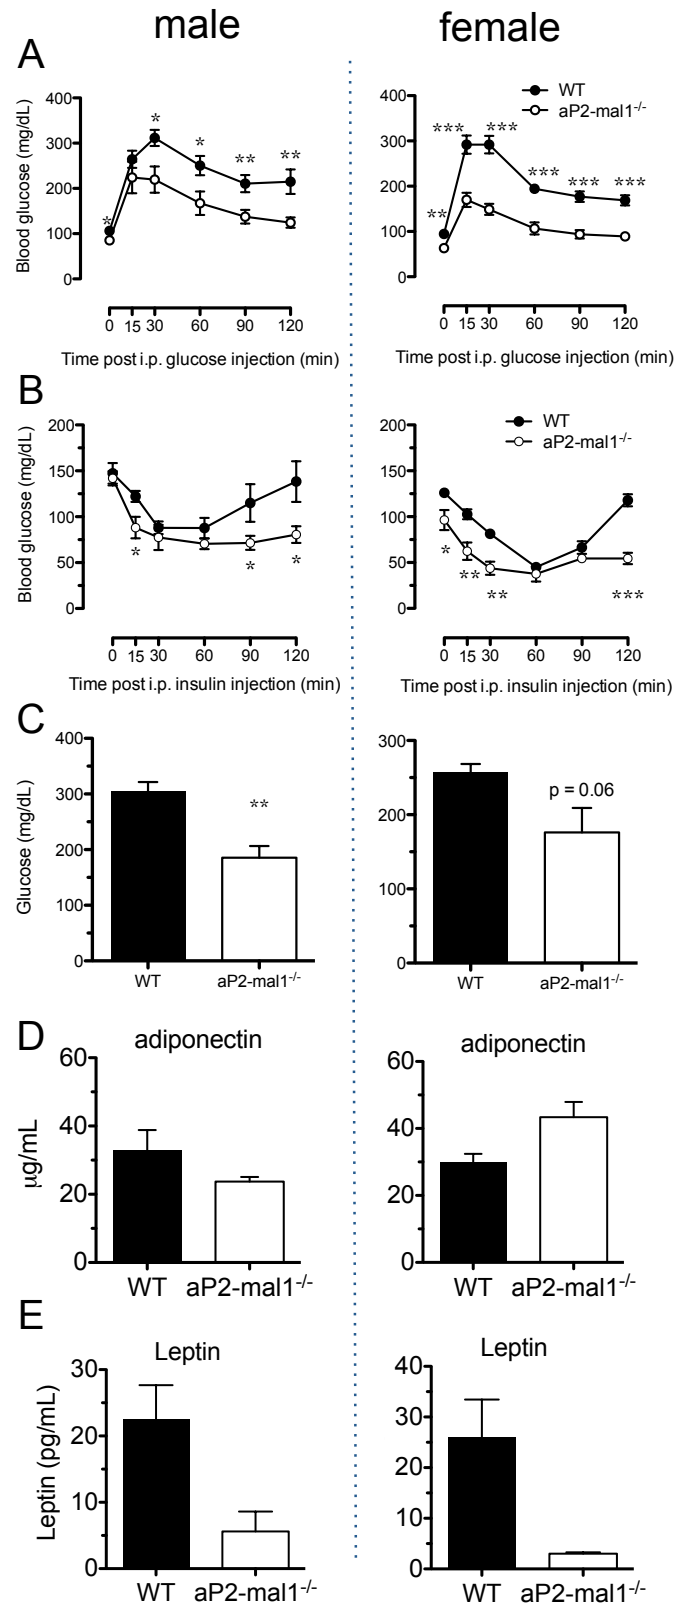 male
female
A
Blood glucose (mg/dL)
400
300
200
100
0
*
*
*
**
**
0 15 30 60 90 120
Time post i.p. glucose injection (min)
WT
aP2-mal1-/-
400
300
200
100
0
**
***
***
***
***
***
0 15 30 60 90 120
Time post i.p. glucose injection (min)
B
Blood glucose (mg/dL)
200
150
100
50
0
*
*
*
0 15 30 60 90 120
Time post i.p. insulin injection (min)
WT
aP2-mal1-/-
200
150
100
50
0
*
**
**
***
0 15 30 60 90 120
Time post i.p. insulin injection (min)
C
Glucose (mg/dL)
400
300
200
100
0
**
WT aP2-mal1-/-
300
200
100
0
p = 0.06
WT aP2-mal1-/-
D
adiponectin
µg/mL
60
40
20
0
WT aP2-mal1-/-
adiponectin
60
40
20
0
WT aP2-mal1-/-
E
Leptin
Leptin (pg/mL)
30
20
10
0
WT aP2-mal1-/-
Leptin
40
30
20
10
0
WT aP2-mal1-/-